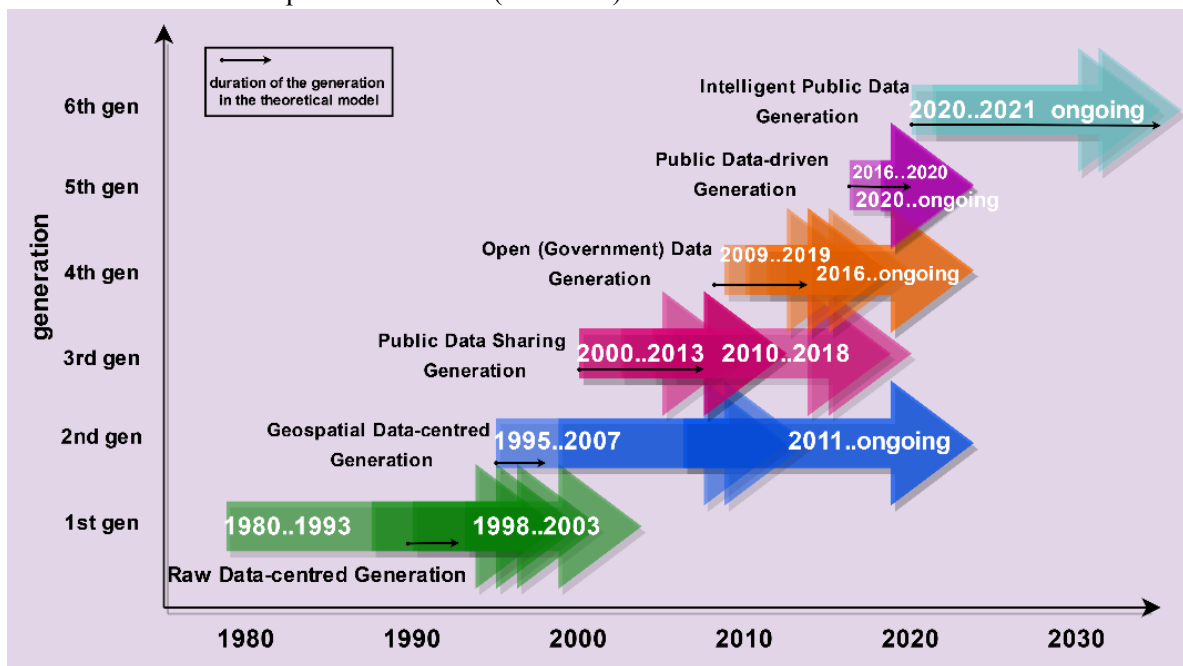 duration of the generation
in the theoretical model
generation
6th gen
Intelligent Public Data
Generation
2020..2021 ongoing
5th gen
Public Data-driven
Generation
2016..2020
2020..ongoing
4th gen
Open (Government) Data
Generation
2009..2019
2016..ongoing
3rd gen
Public Data Sharing
Generation
2000..2013
2010..2018
2nd gen
Geospatial Data-centred
Generation
1995..2007
2011..ongoing
1st gen
1980..1993
1998..2003
Raw Data-centred Generation
1980 1990 2000 2010 2020 2030